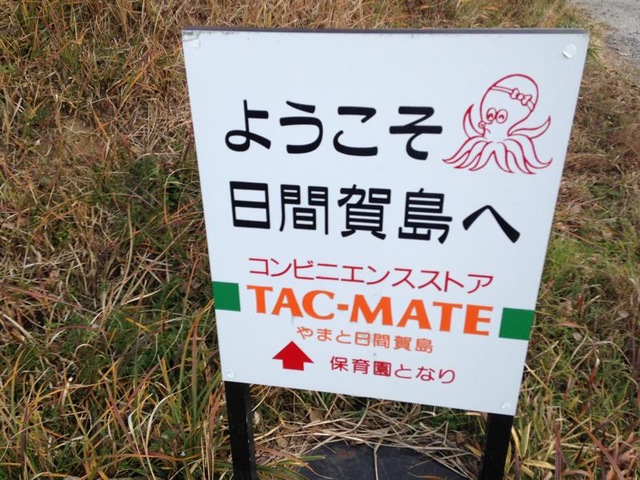 ようこそ
日間賀島へ
コンビニエンスストア
TAC-MATE
やまと日間賀島
保育園となり